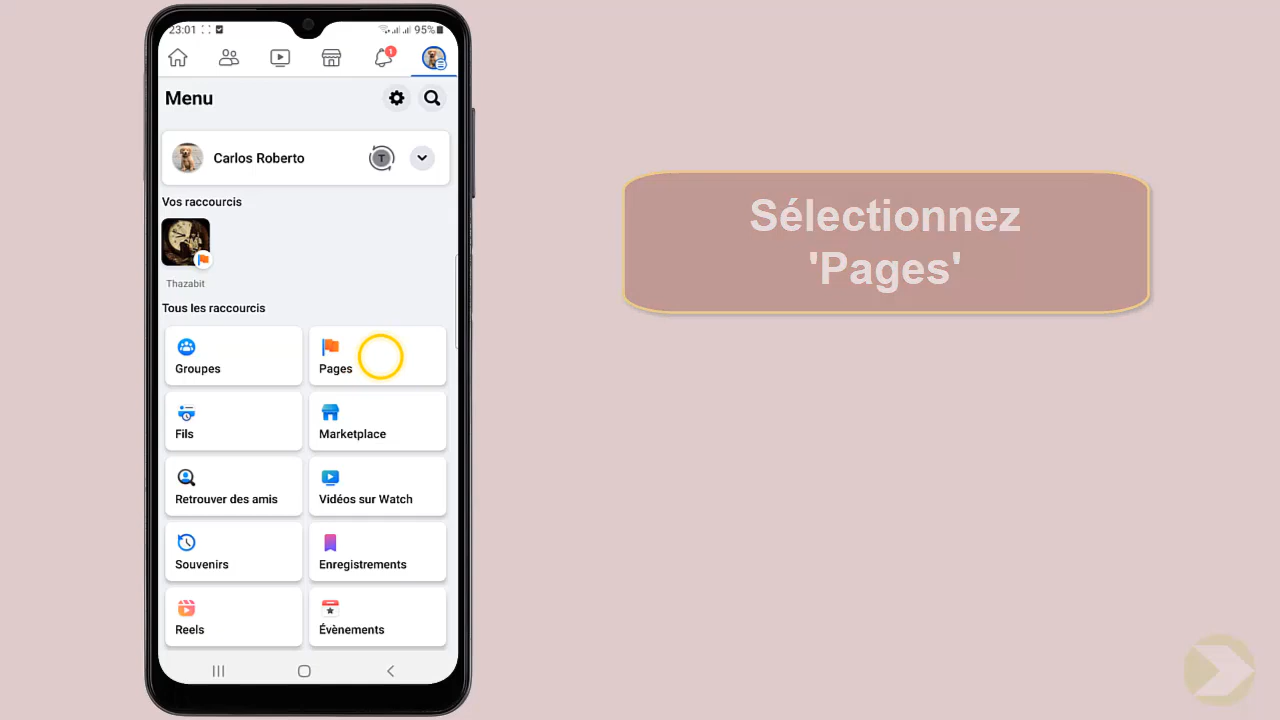 23:01
95%
1
Menu
Carlos Roberto
T
Vos raccourcis
Thazabit
Tous les raccourcis
Groupes
Pages
Fils
Marketplace
Retrouver des amis
Vidéos sur Watch
Souvenirs
Enregistrements
Reels
Évènements
Sélectionnez
'Pages'